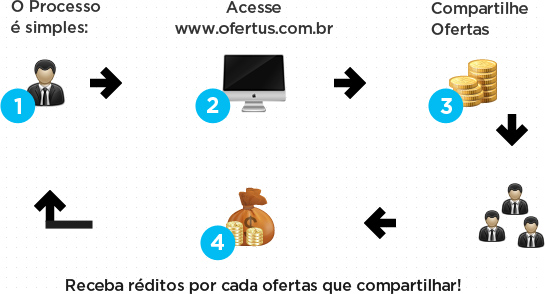 O Processo
é simples:
Acesse
www.ofertus.com.br
Compartilhe
Ofertas
1
2
3
4
Receba réditos por cada ofertas que compartilhar!